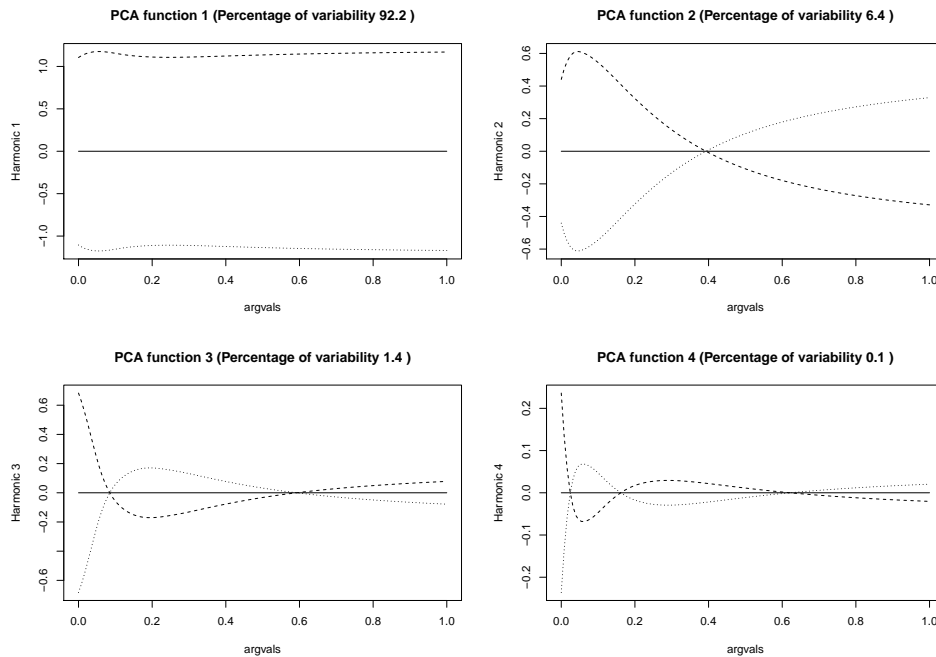 PCA function 1 (Percentage of variability 92.2 )
Harmonic 1
1.0
0.5
0.0
−0.5
−1.0
0.0 0.2 0.4 0.6 0.8 1.0
argvals
PCA function 2 (Percentage of variability 6.4 )
Harmonic 2
0.6
0.4
0.2
0.0
−0.2
−0.4
−0.6
0.0 0.2 0.4 0.6 0.8 1.0
argvals
PCA function 3 (Percentage of variability 1.4 )
Harmonic 3
0.6
0.4
0.2
0.0
−0.2
−0.6
0.0 0.2 0.4 0.6 0.8 1.0
argvals
PCA function 4 (Percentage of variability 0.1 )
Harmonic 4
0.2
0.1
0.0
−0.1
−0.2
0.0 0.2 0.4 0.6 0.8 1.0
argvals